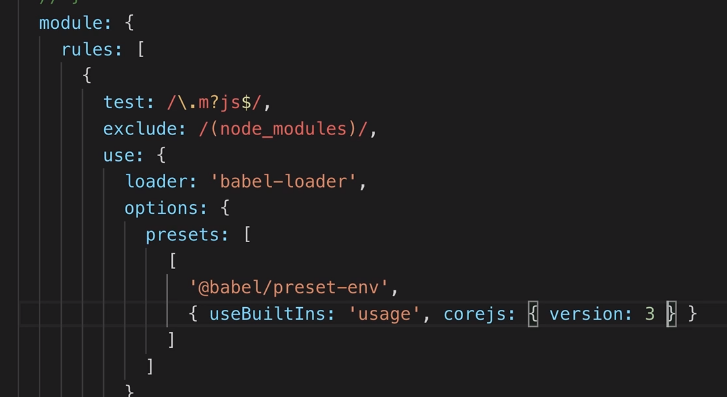 module: {
rules: [
{
test: /\.m?js$/,
exclude: /(node_modules)/,
use: {
loader: 'babel-loader',
options: {
presets: [
[
'@babel/preset-env',
{ useBuiltIns: 'usage', corejs: { version: 3 } }
]
]
}